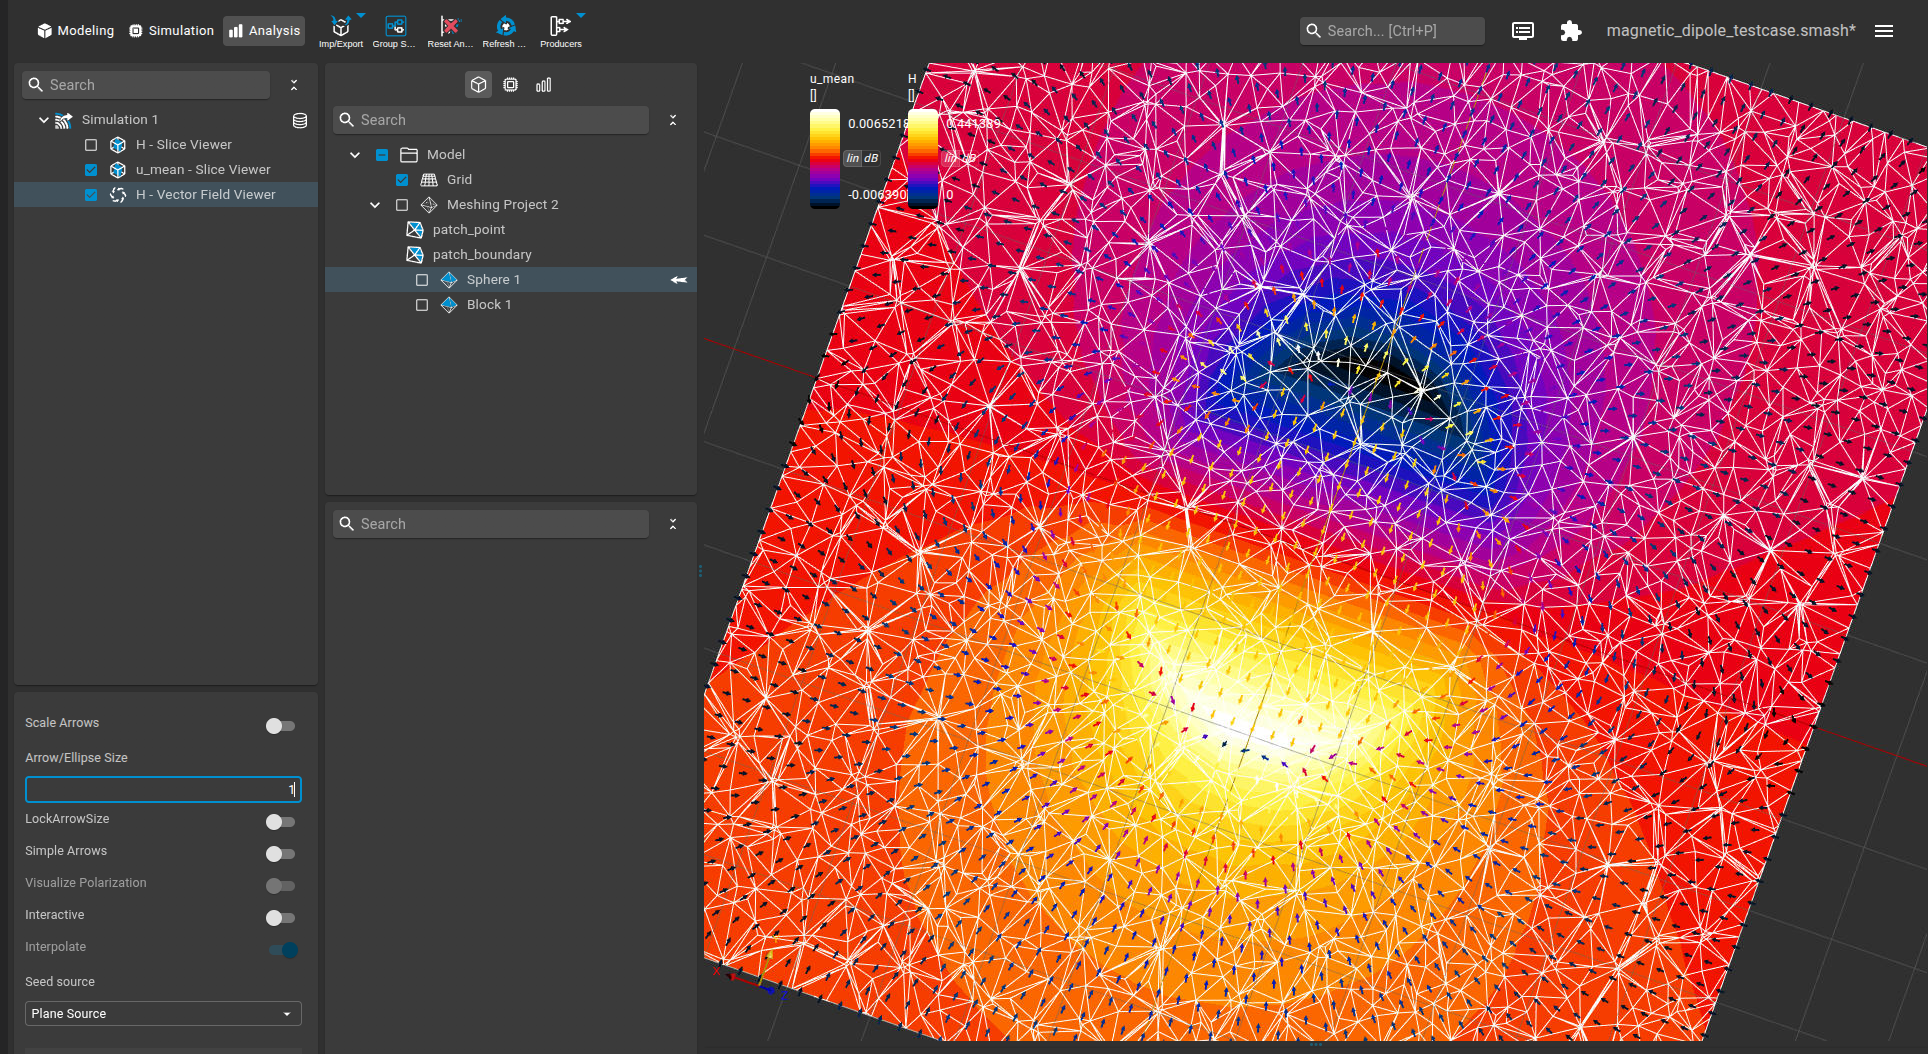 Modeling
Simulation
Analysis
Imp/Export
Group S...
Reset An...
Refresh ...
Producers
Search... [Ctrl+P]
magnetic_dipole_testcase.smash*
Search
Simulation 1
H - Slice Viewer
u_mean - Slice Viewer
H - Vector Field Viewer
Search
Model
Grid
Meshing Project 2
patch_point
patch_boundary
Sphere 1
Block 1
Search
Scale Arrows
Arrow/Ellipse Size
1
LockArrowSize
Simple Arrows
Visualize Polarization
Interactive
Interpolate
Seed source
Plane Source
u_mean
[]
0.0065218
lin dB
-0.006390
H
[]
0.441389
lin dB
0
X
Z